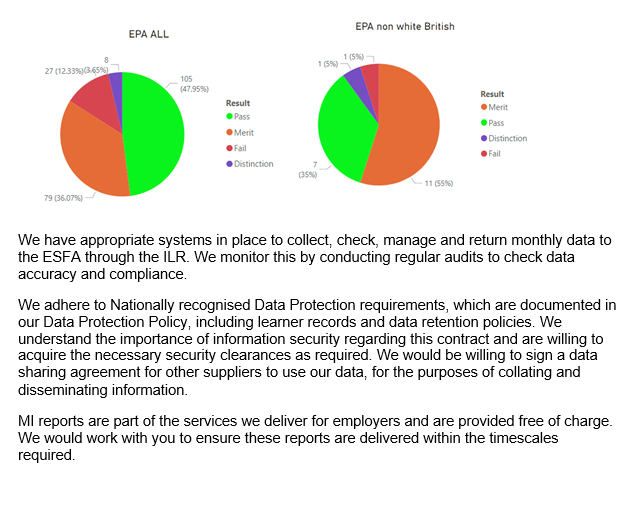 EPA ALL
8
(3.65%)
27 (12.33%)
105
(47.95%)
79 (36.07%)
Result
Pass
Merit
Fail
Distinction
EPA non white British
1 (5%)
1 (5%)
7
(35%)
11 (55%)
Result
Merit
Pass
Distinction
Fail
We have appropriate systems in place to collect, check, manage and return monthly data to
the ESFA through the ILR. We monitor this by conducting regular audits to check data
accuracy and compliance.
We adhere to Nationally recognised Data Protection requirements, which are documented in
our Data Protection Policy, including learner records and data retention policies. We
understand the importance of information security regarding this contract and are willing to
acquire the necessary security clearances as required. We would be willing to sign a data
sharing agreement for other suppliers to use our data, for the purposes of collating and
disseminating information.
MI reports are part of the services we deliver for employers and are provided free of charge.
We would work with you to ensure these reports are delivered within the timescales
required.